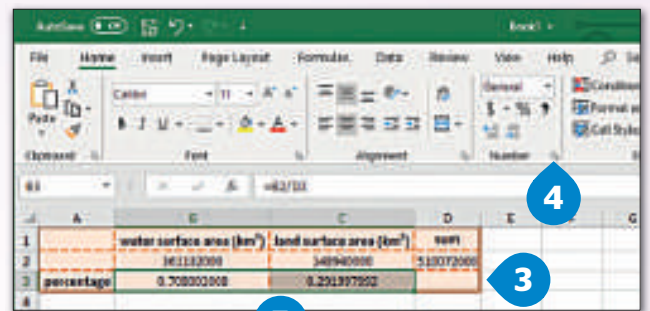 AutoSave Off Book1
File Home Insert Page Layout Formulas Data Review View Help
Calibri 11 General
Paste B I U $ % Conditional
Format as
Cell Styles
Clipboard Font Alignment Number
4
B3 =B2/D2
A B C D E G
1 water surface area (km²) land surface area (km²) sum
2 361132000 148940000 510072000
3 percentage 0.708002008 0.291997992
3
4